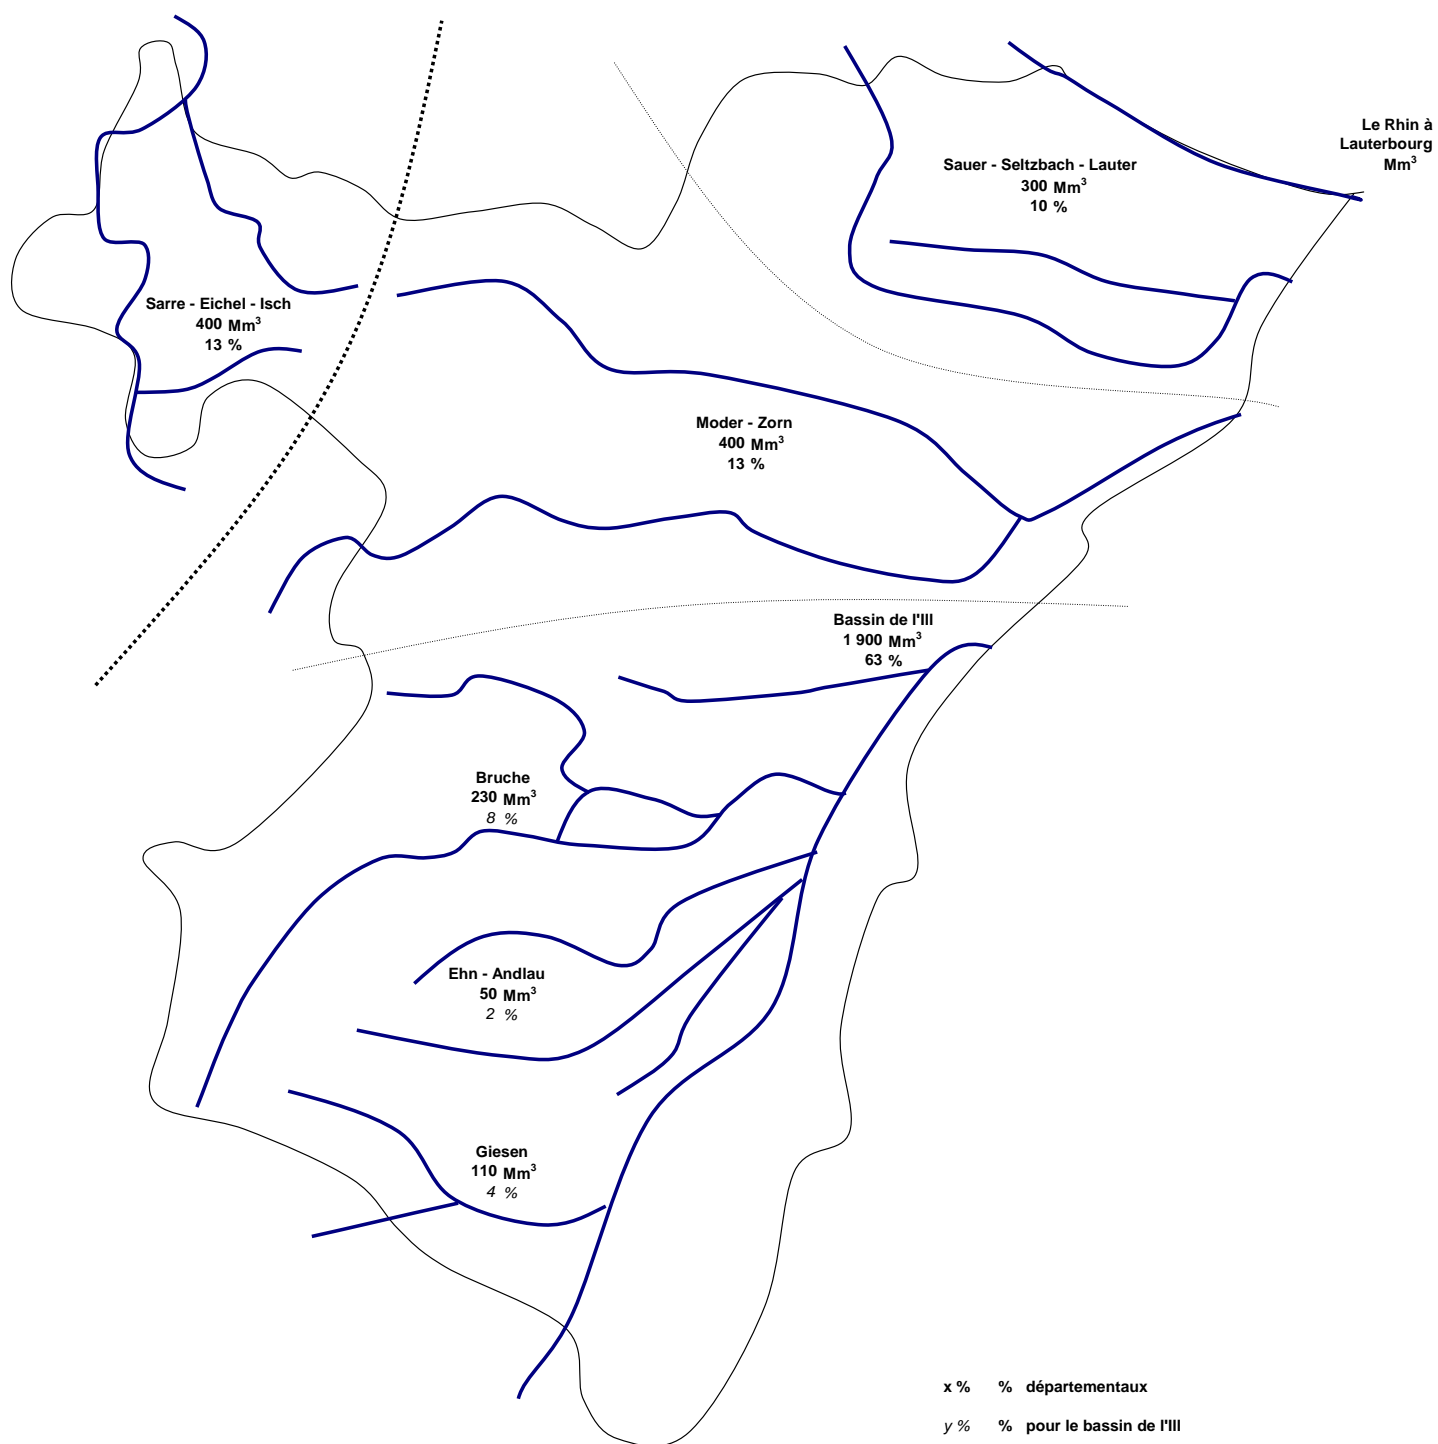 Le Rhin à
Lauterbourg
Mm³
Sauer - Seltzbach - Lauter
300 Mm³
10 %
Sarre - Eichel - Isch
400 Mm³
13 %
Moder - Zorn
400 Mm³
13 %
Bassin de l'Ill
1 900 Mm³
63 %
Bruche
230 Mm³
8 %
Ehn - Andlau
50 Mm³
2 %
Giesen
110 Mm³
4 %
x % % départementaux
y % % pour le bassin de l'Ill